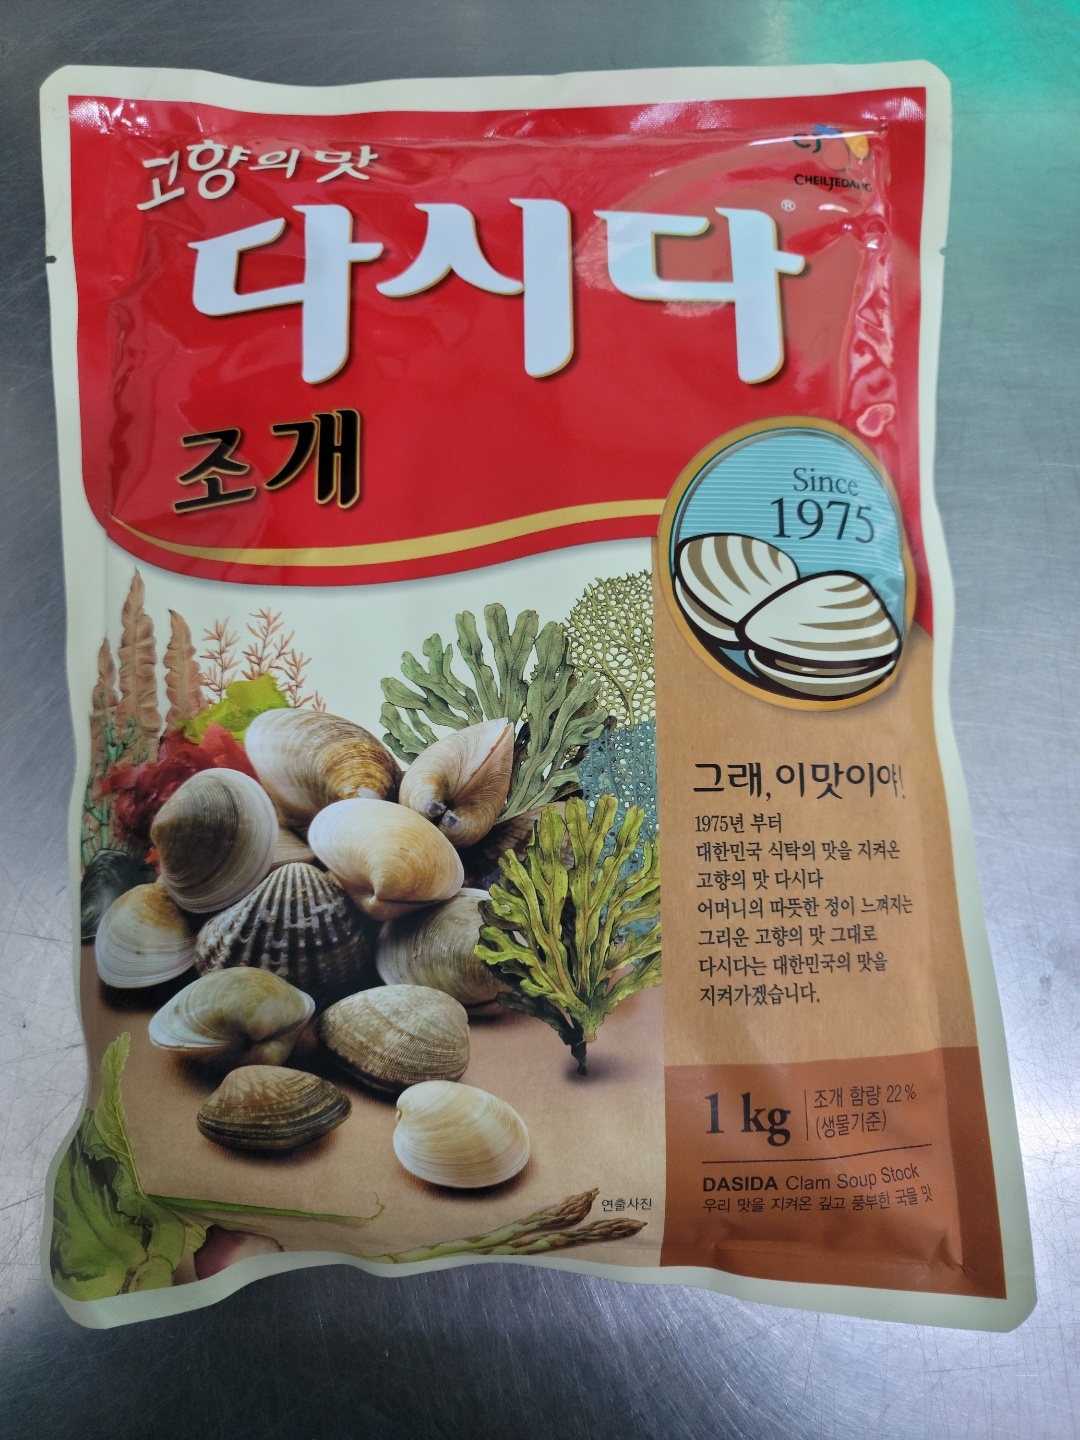 고향의 맛
CJ
CHEILJEDANG
다시다®
조개
Since
1975
그래, 이맛이야!
1975년 부터
대한민국 식탁의 맛을 지켜온
고향의 맛 다시다
어머니의 따뜻한 정이 느껴지는
그리운 고향의 맛 그대로
다시다는 대한민국의 맛을
지켜가겠습니다.
1 kg
조개 함량 22%
(생물기준)
DASIDA Clam Soup Stock
우리 맛을 지켜온 깊고 풍부한 국물 맛
연출사진